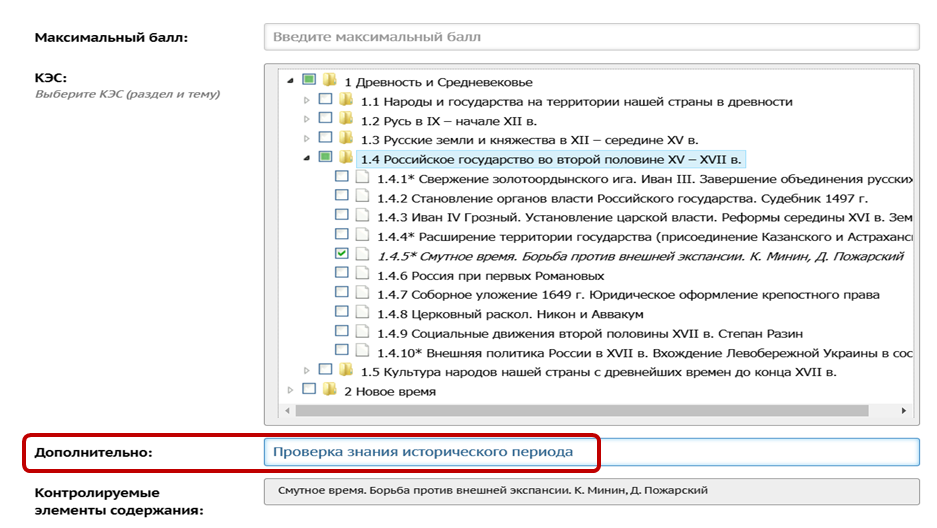 Максимальный балл:
Введите максимальный балл
КЭС:
Выберите КЭС (раздел и тему)
1 Древность и Средневековье
1.1 Народы и государства на территории нашей страны в древности
1.2 Русь в IX – начале XII в.
1.3 Русские земли и княжества в XII – середине XV в.
1.4 Российское государство во второй половине XV – XVII в.
1.4.1* Свержение золотоордынского ига. Иван III. Завершение объединения русских
1.4.2 Становление органов власти Российского государства. Судебник 1497 г.
1.4.3 Иван IV Грозный. Установление царской власти. Реформы середины XVI в. Зем
1.4.4* Расширение территории государства (присоединение Казанского и Астраханс
1.4.5* Смутное время. Борьба против внешней экспансии. К. Минин, Д. Пожарский
1.4.6 Россия при первых Романовых
1.4.7 Соборное уложение 1649 г. Юридическое оформление крепостного права
1.4.8 Церковный раскол. Никон и Аввакум
1.4.9 Социальные движения второй половины XVII в. Степан Разин
1.4.10* Внешняя политика России в XVII в. Вхождение Левобережной Украины в сос
1.5 Культура народов нашей страны с древнейших времен до конца XVII в.
2 Новое время
Дополнительно:
Проверка знания исторического периода
Контролируемые
элементы содержания:
Смутное время. Борьба против внешней экспансии. К. Минин, Д. Пожарский